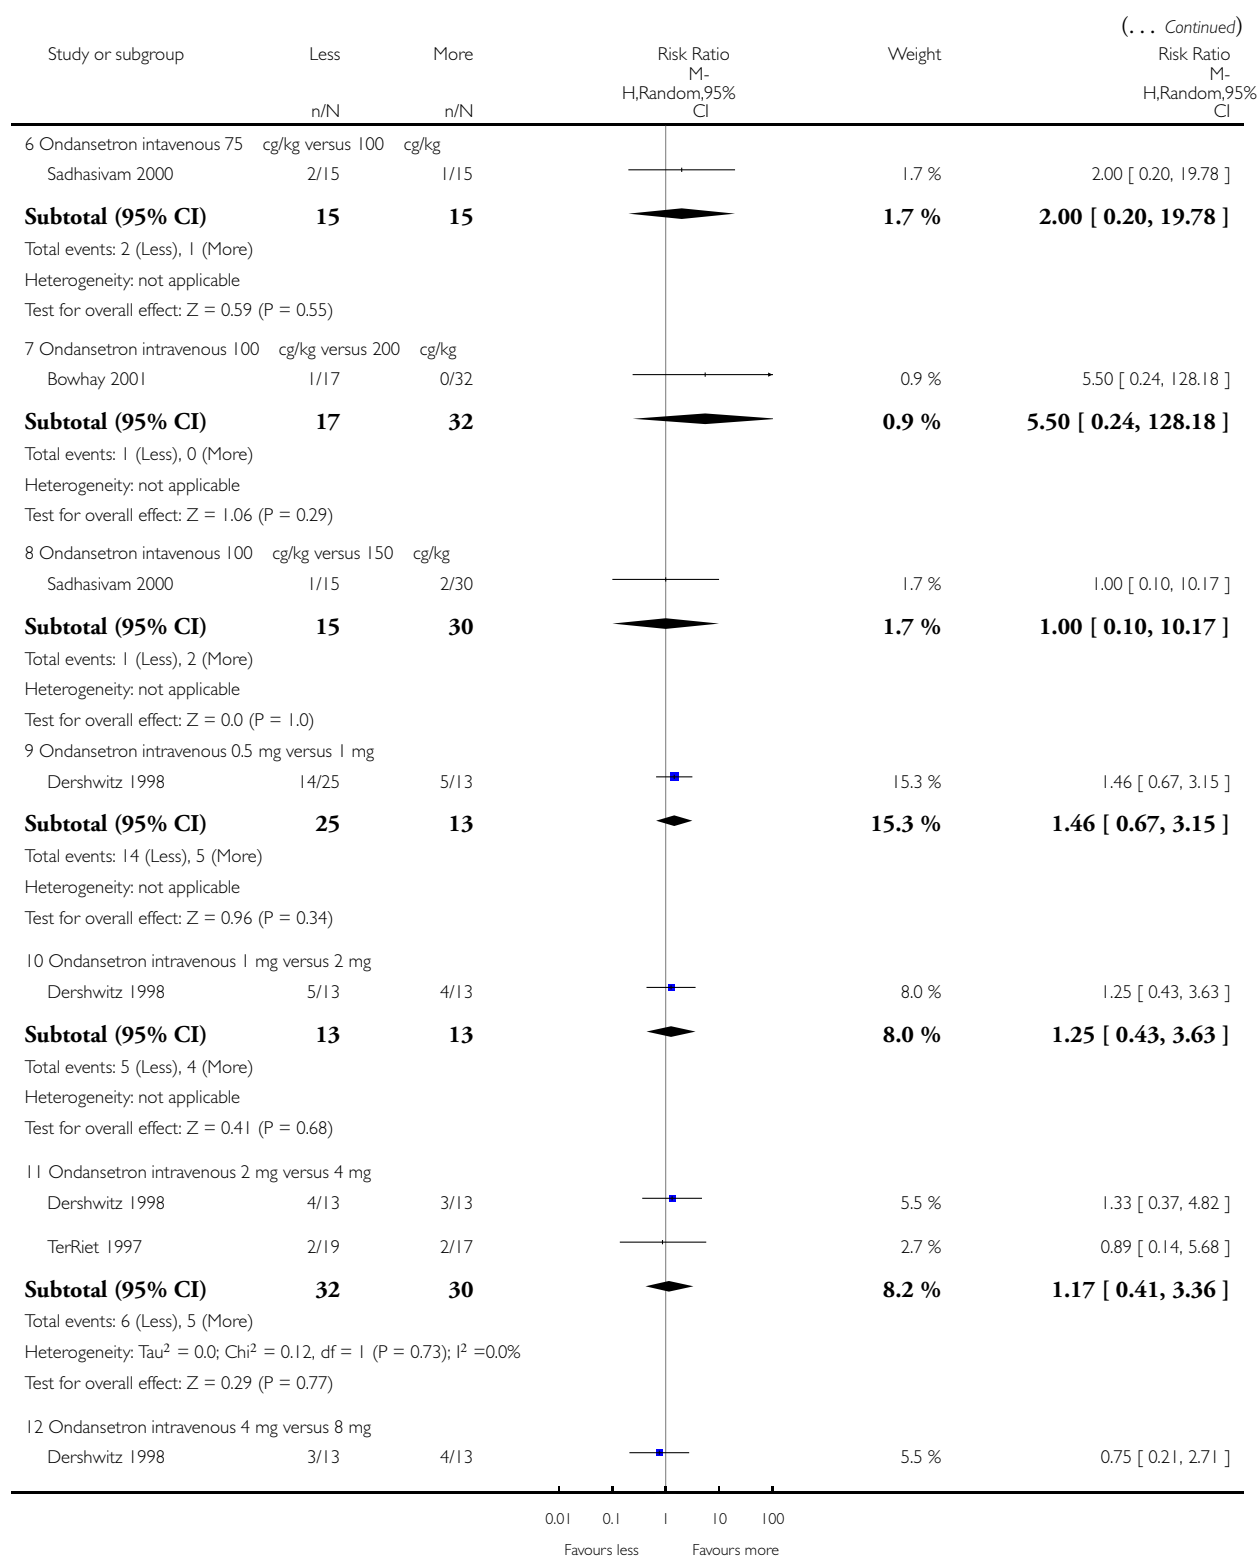 (... Continued)
Study or subgroup Less More Risk Ratio Weight Risk Ratio
M- M-
H,Random,95% H,Random,95%
n/N n/N CI CI
6 Ondansetron intavenous 75 cg/kg versus 100 cg/kg
Sadhasivam 2000 2/15 1/15 1.7 % 2.00 [ 0.20, 19.78 ]
Subtotal (95% CI) 15 15 1.7 % 2.00 [ 0.20, 19.78 ]
Total events: 2 (Less), 1 (More)
Heterogeneity: not applicable
Test for overall effect: Z = 0.59 (P = 0.55)
7 Ondansetron intravenous 100 cg/kg versus 200 cg/kg
Bowhay 2001 1/17 0/32 0.9 % 5.50 [ 0.24, 128.18 ]
Subtotal (95% CI) 17 32 0.9 % 5.50 [ 0.24, 128.18 ]
Total events: 1 (Less), 0 (More)
Heterogeneity: not applicable
Test for overall effect: Z = 1.06 (P = 0.29)
8 Ondansetron intavenous 100 cg/kg versus 150 cg/kg
Sadhasivam 2000 1/15 2/30 1.7 % 1.00 [ 0.10, 10.17 ]
Subtotal (95% CI) 15 30 1.7 % 1.00 [ 0.10, 10.17 ]
Total events: 1 (Less), 2 (More)
Heterogeneity: not applicable
Test for overall effect: Z = 0.0 (P = 1.0)
9 Ondansetron intravenous 0.5 mg versus 1 mg
Dershwitz 1998 14/25 5/13 15.3 % 1.46 [ 0.67, 3.15 ]
Subtotal (95% CI) 25 13 15.3 % 1.46 [ 0.67, 3.15 ]
Total events: 14 (Less), 5 (More)
Heterogeneity: not applicable
Test for overall effect: Z = 0.96 (P = 0.34)
10 Ondansetron intravenous 1 mg versus 2 mg
Dershwitz 1998 5/13 4/13 8.0 % 1.25 [ 0.43, 3.63 ]
Subtotal (95% CI) 13 13 8.0 % 1.25 [ 0.43, 3.63 ]
Total events: 5 (Less), 4 (More)
Heterogeneity: not applicable
Test for overall effect: Z = 0.41 (P = 0.68)
11 Ondansetron intravenous 2 mg versus 4 mg
Dershwitz 1998 4/13 3/13 5.5 % 1.33 [ 0.37, 4.82 ]
TerRiet 1997 2/19 2/17 2.7 % 0.89 [ 0.14, 5.68 ]
Subtotal (95% CI) 32 30 8.2 % 1.17 [ 0.41, 3.36 ]
Total events: 6 (Less), 5 (More)
Heterogeneity: Tau² = 0.0; Chi² = 0.12, df = 1 (P = 0.73); I² =0.0%
Test for overall effect: Z = 0.29 (P = 0.77)
12 Ondansetron intravenous 4 mg versus 8 mg
Dershwitz 1998 3/13 4/13 5.5 % 0.75 [ 0.21, 2.71 ]
0.01 0.1 1 10 100
Favours less Favours more